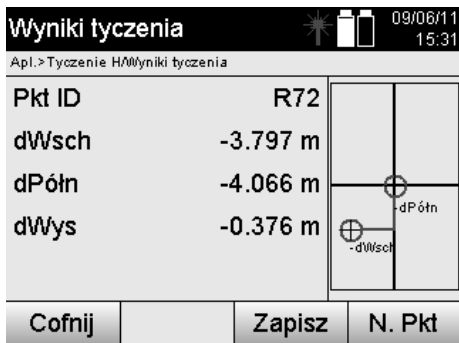 Wyniki tyczenia
09/06/11
15:31
Apl.>Tyczenie H/Wyniki tyczenia
Pkt ID R72
dWsch -3.797 m
dPółn -4.066 m
dWys -0.376 m
-dPółn
-dWsch
Cofnij Zapisz N. Pkt